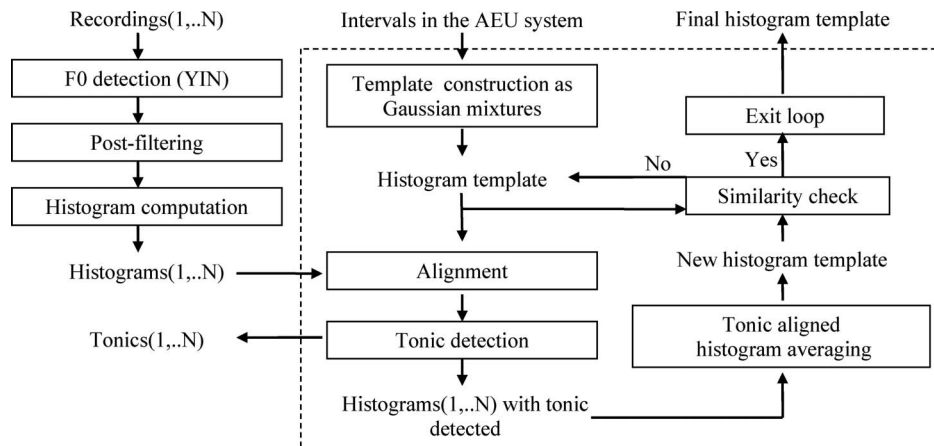 Recordings(1,..N)
F0 detection (YIN)
Post-filtering
Histogram computation
Histograms(1,..N)
Tonics(1,..N)
Intervals in the AEU system
Template construction as
Gaussian mixtures
Histogram template
Alignment
Tonic detection
Histograms(1,..N) with tonic
detected
Final histogram template
Exit loop
No
Yes
Similarity check
New histogram template
Tonic aligned
histogram averaging